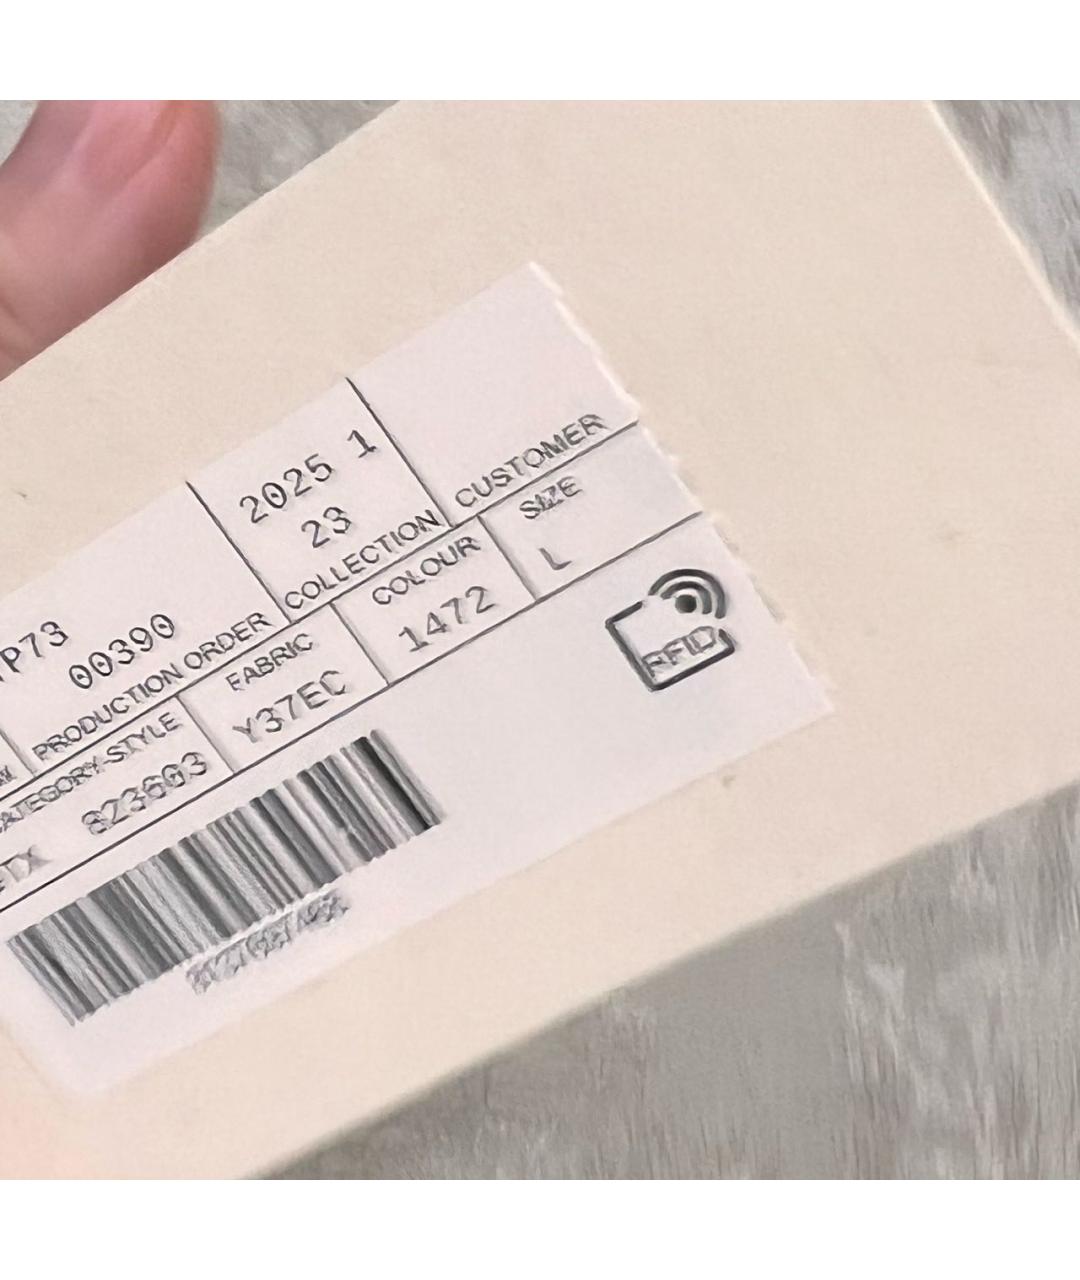 2025 1
23
COLLECTION
CUSTOMER
P73
00390
PRODUCTION ORDER
FABRIC
Y37EC
COLOUR
1472
SIZE
L
CATEGORY-STYLE
823603
RFID